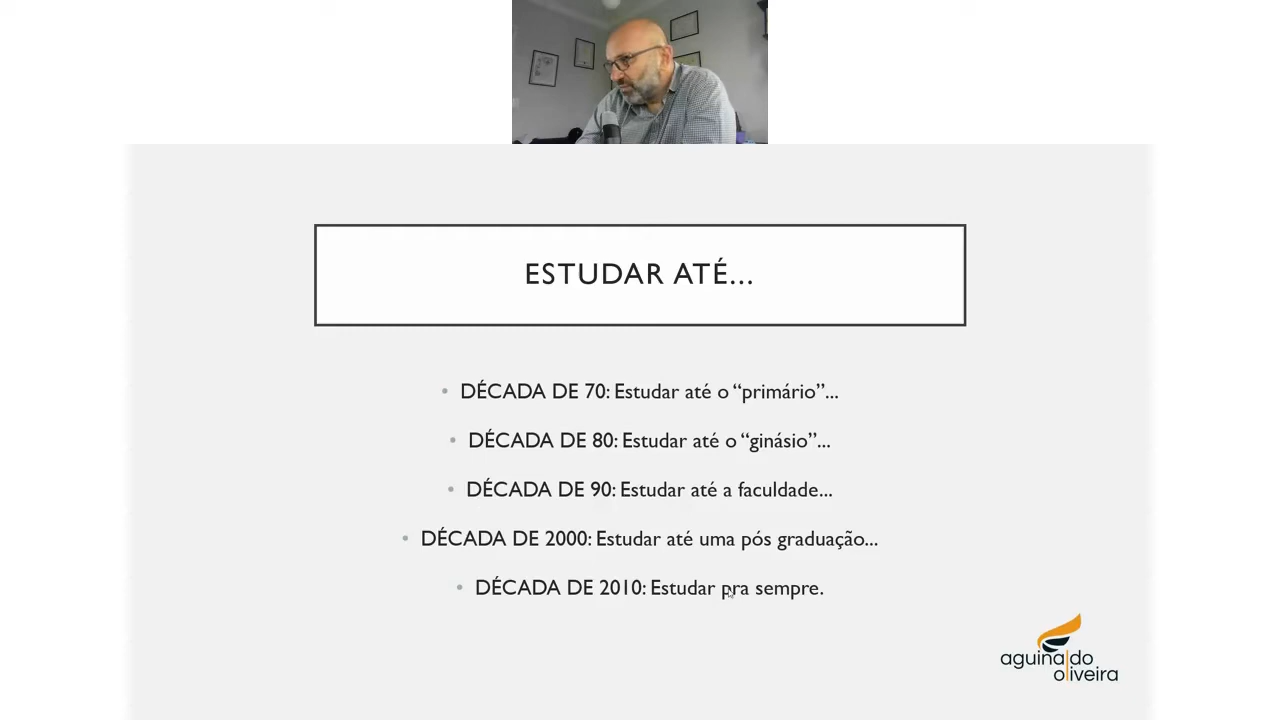 ESTUDAR ATÉ...
• DÉCADA DE 70: Estudar até o “primário”...
• DÉCADA DE 80: Estudar até o “ginásio”...
• DÉCADA DE 90: Estudar até a faculdade...
• DÉCADA DE 2000: Estudar até uma pós graduação...
• DÉCADA DE 2010: Estudar pra sempre.
aguinaldo
oliveira